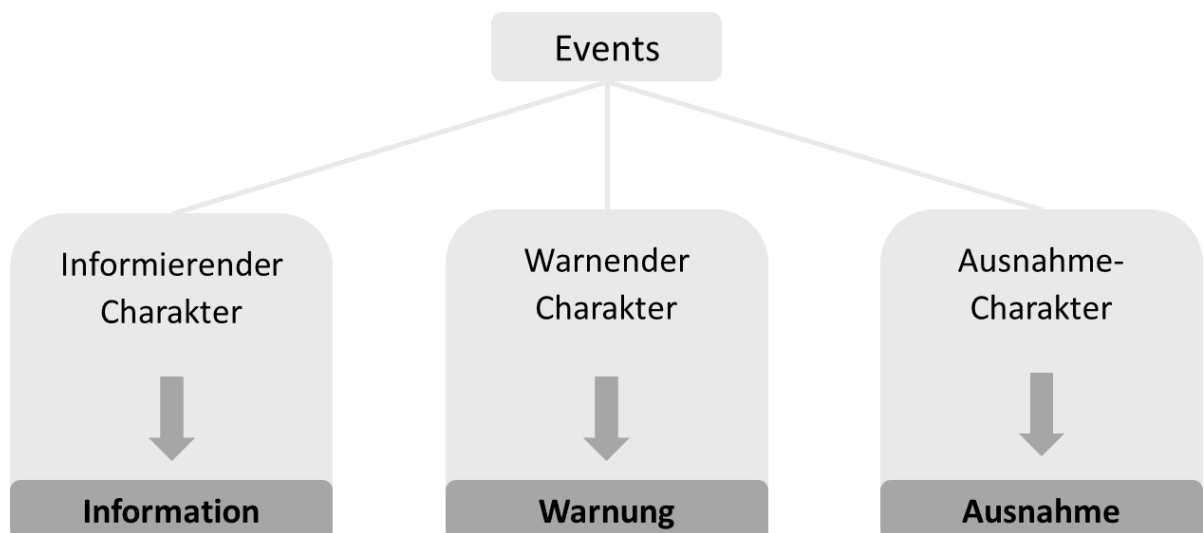 Events
Informierender
Charakter
Information
Warnender
Charakter
Warnung
Ausnahme-
Charakter
Ausnahme